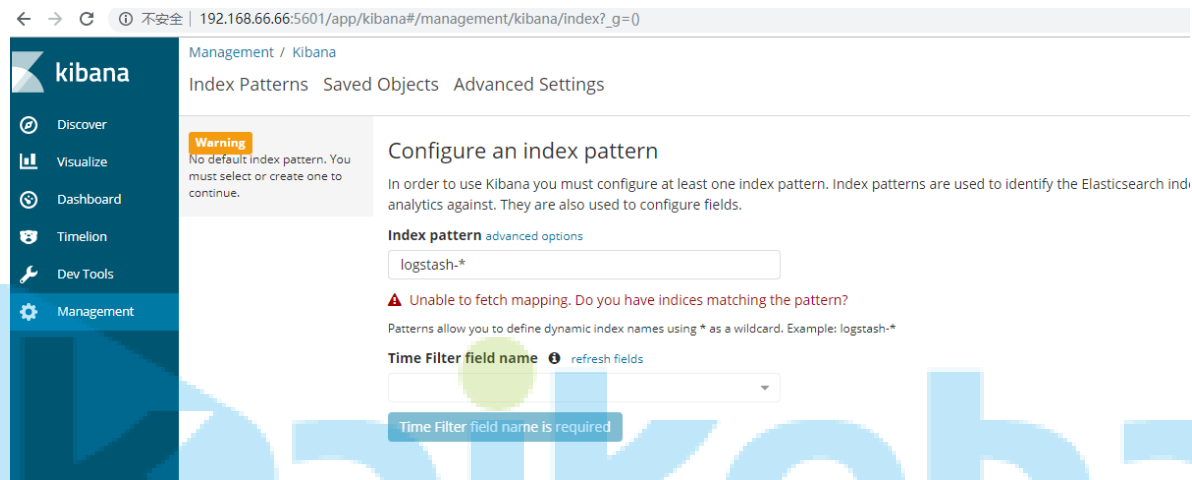 不安全 192.168.66.66:5601/app/kibana#/management/kibana/index?_g=()
kibana
Management / Kibana
Index Patterns Saved Objects Advanced Settings
Discover
Visualize
Dashboard
Timelion
Dev Tools
Management
Warning
No default index pattern. You
must select or create one to
continue.
Configure an index pattern
In order to use Kibana you must configure at least one index pattern. Index patterns are used to identify the Elasticsearch
analytics against. They are also used to configure fields.
Index pattern advanced options
logstash-*
Unable to fetch mapping. Do you have indices matching the pattern?
Patterns allow you to define dynamic index names using * as a wildcard. Example: logstash-*
Time Filter field name refresh fields
Time Filter field name is required